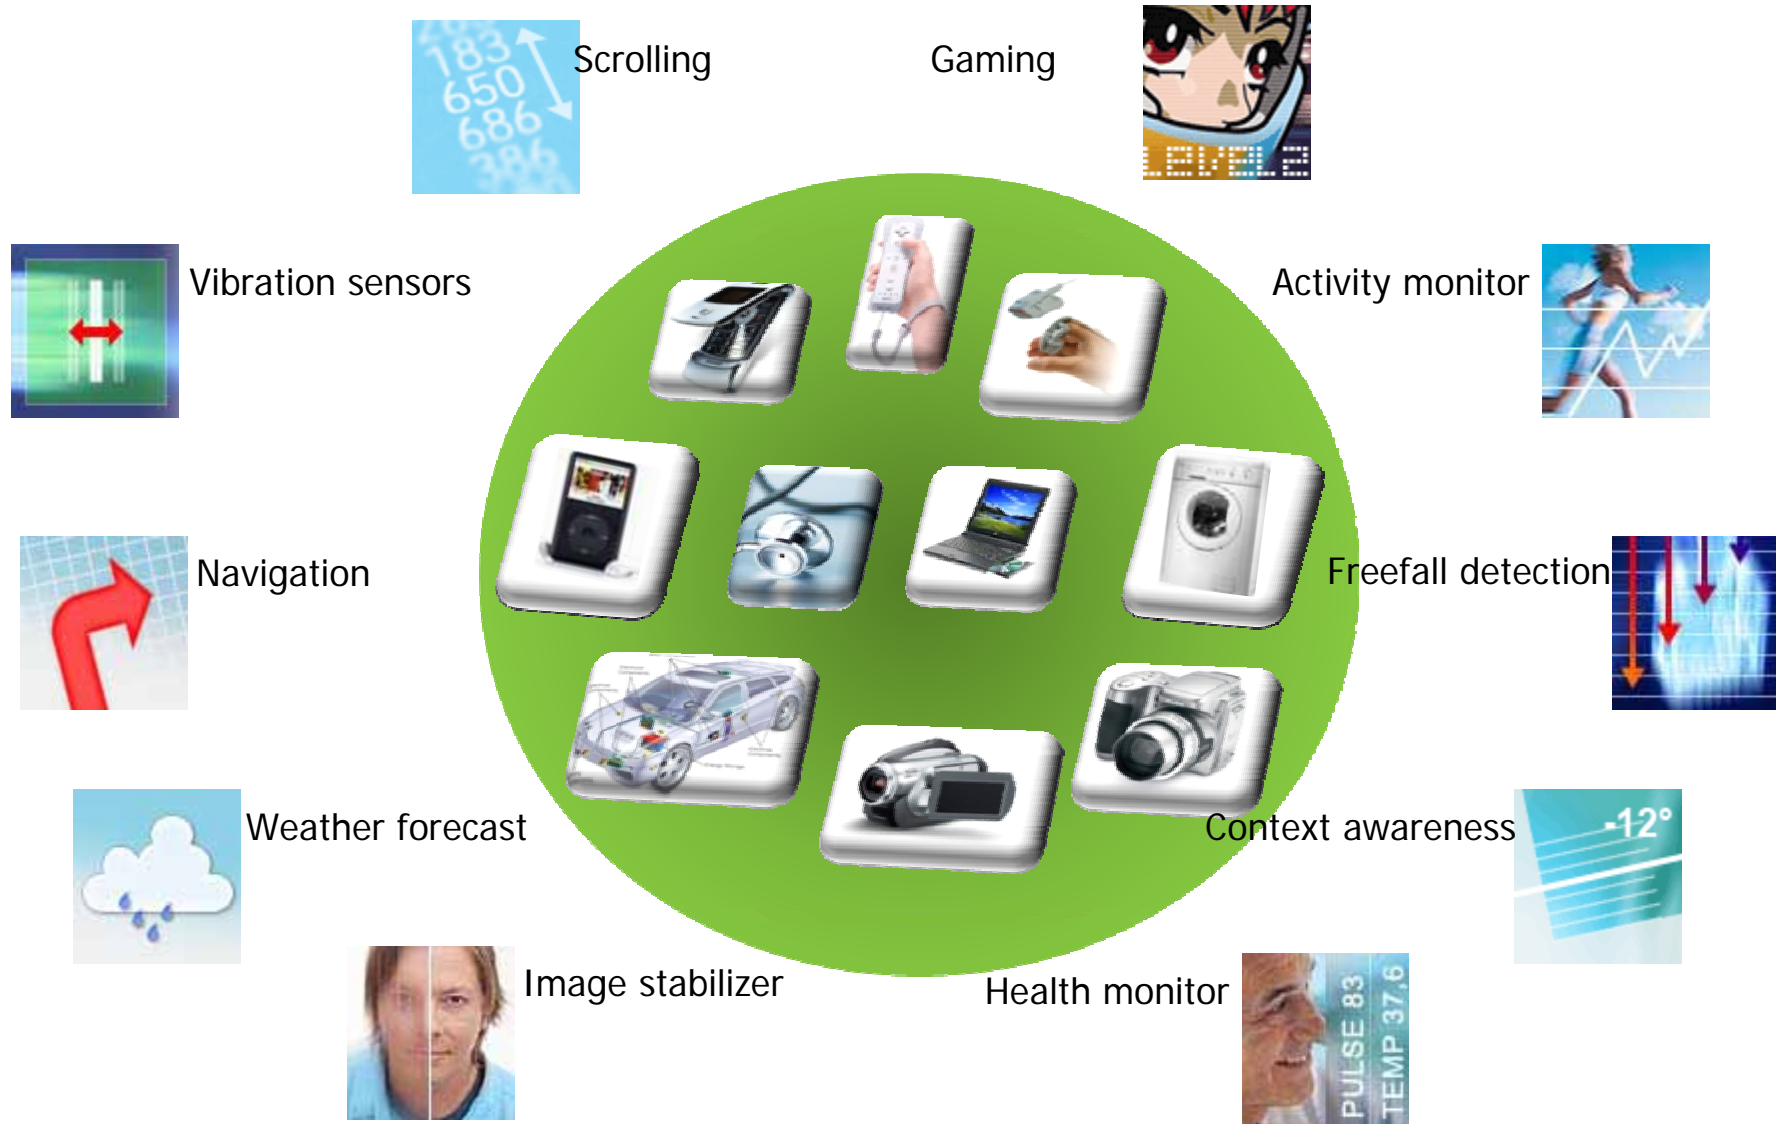 183
650
686
386
Scrolling
Gaming
LEVEL2
Vibration sensors
Activity monitor
Navigation
Freefall detection
Weather forecast
Context awareness
-12°
Image stabilizer
Health monitor
PULSE 83
TEMP 37,6